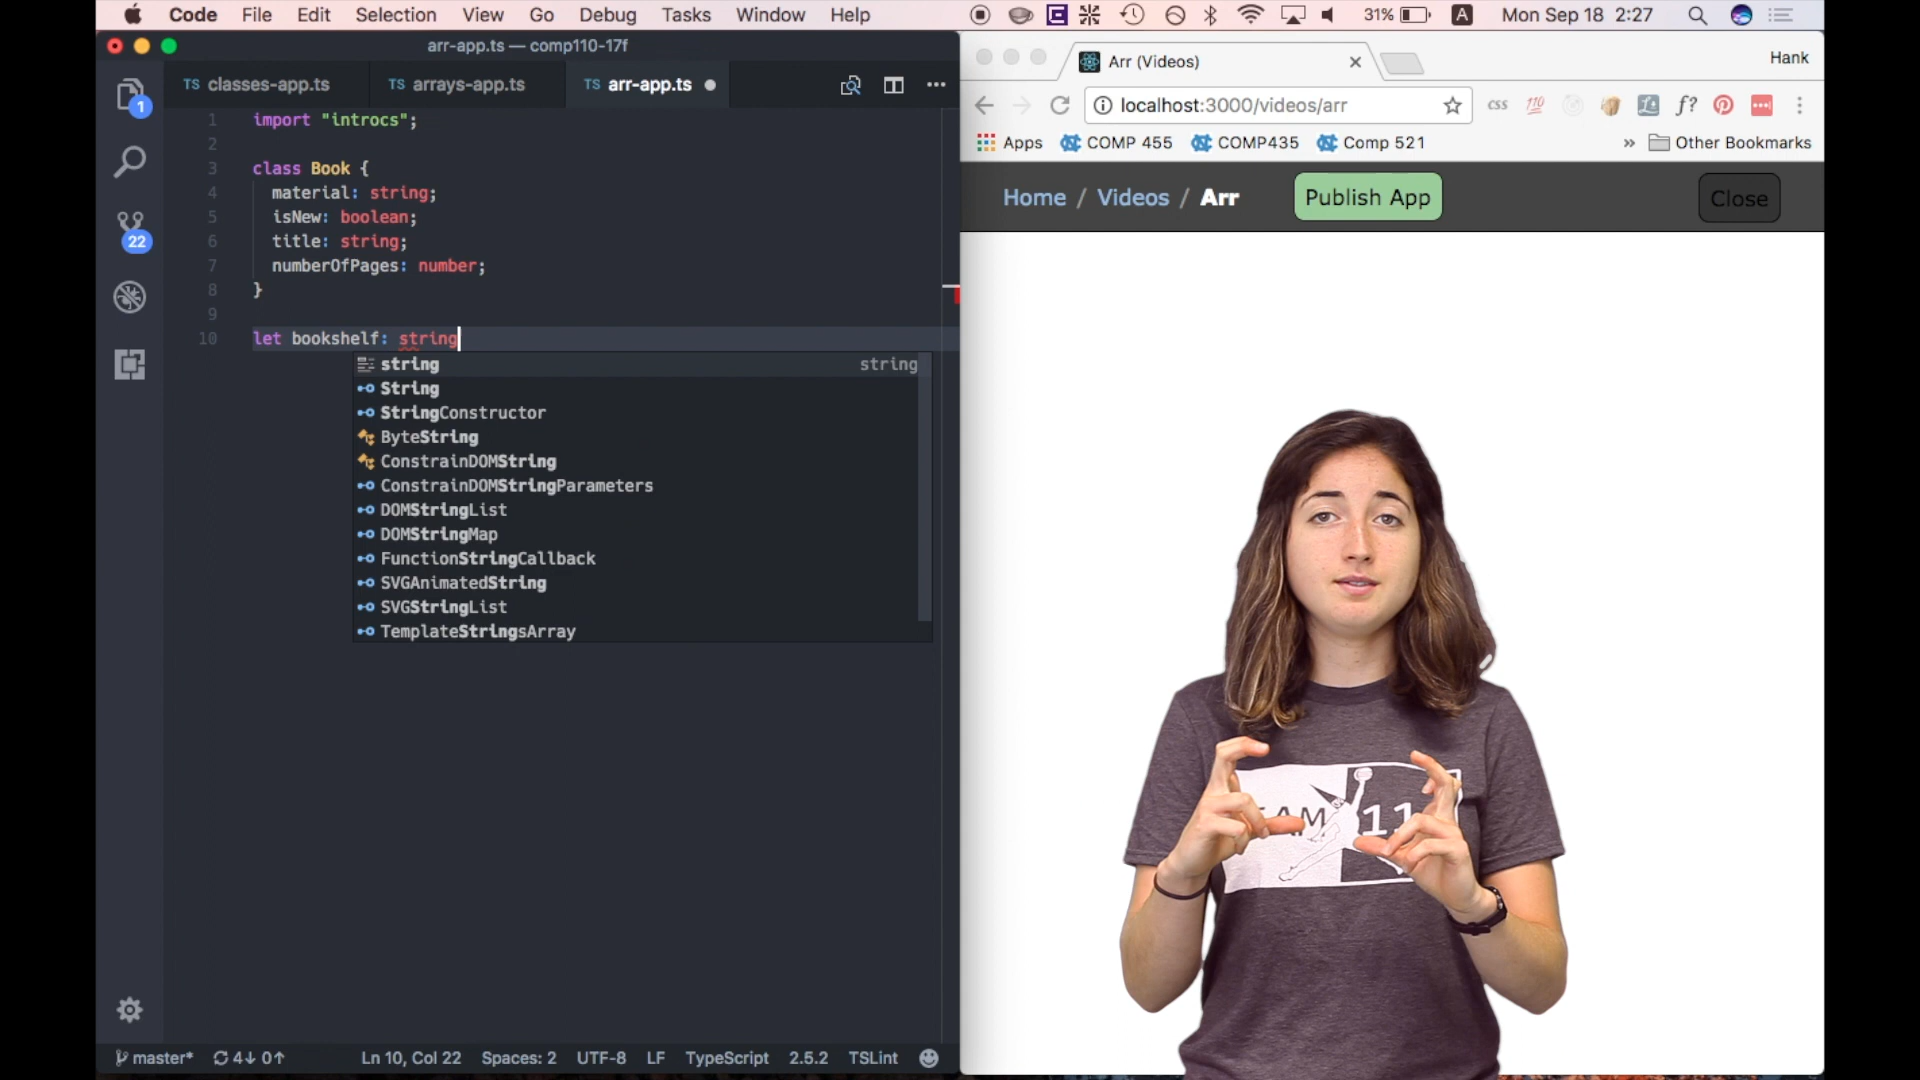 Code File Edit Selection View Go Debug Tasks Window Help
31% A Mon Sep 18 2:27
arr-app.ts — comp110-17f
TS classes-app.ts
TS arrays-app.ts
TS arr-app.ts
1 import "introcs";
2
3 class Book {
4 material: string;
5 isNew: boolean;
6 title: string;
7 numberOfPages: number;
8 }
9
10 let bookshelf: string
string string
String
StringConstructor
ByteString
ConstrainDOMString
ConstrainDOMStringParameters
DOMStringList
DOMStringMap
FunctionStringCallback
SVGAnimatedString
SVGStringList
TemplateStringsArray
1
22
master* 4↓ 0↑ Ln 10, Col 22 Spaces: 2 UTF-8 LF TypeScript 2.5.2 TSLint
Arr (Videos)
Hank
localhost:3000/videos/arr
css 110 f?
Apps COMP 455 COMP435 Comp 521 » Other Bookmarks
Home / Videos / Arr Publish App Close